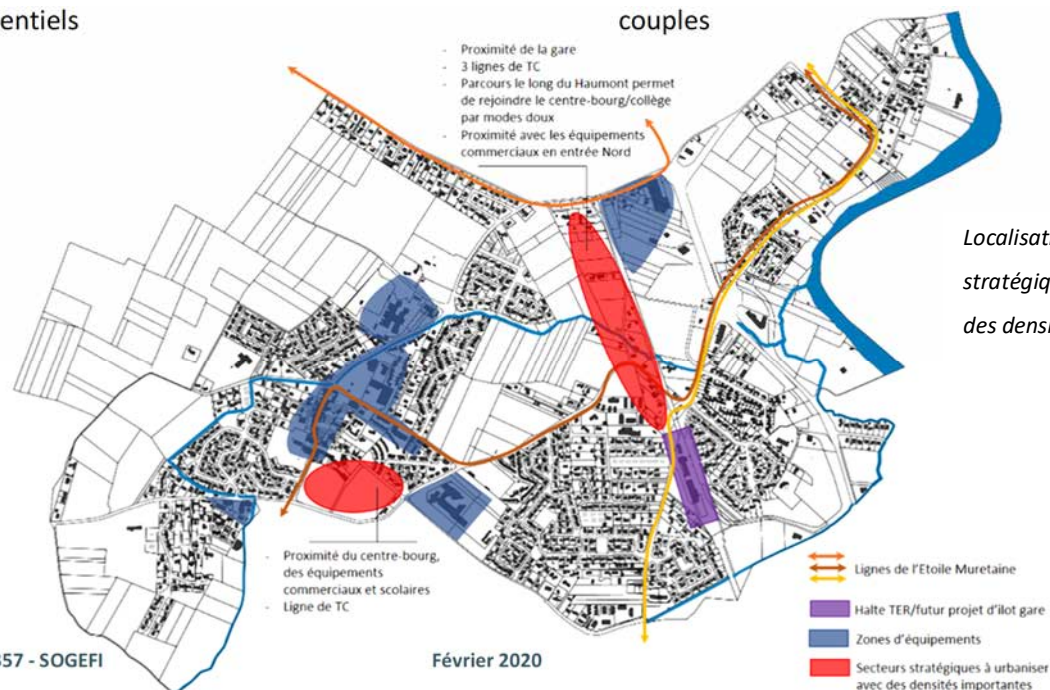 entiels
couples
- Proximité de la gare
- 3 lignes de TC
- Parcours le long du Haumont permet
de rejoindre le centre-bourg/collège
par modes doux
- Proximité avec les équipements
commerciaux en entrée Nord
Localisat
stratégiq
des densi
- Proximité du centre-bourg,
des équipements
commerciaux et scolaires
- Ligne de TC
Lignes de l'Etoile Muretaine
Halte TER/futur projet d'ilot gare
Zones d'équipements
Secteurs stratégiques à urbaniser
avec des densités importantes
357 - SOGEFI
Février 2020